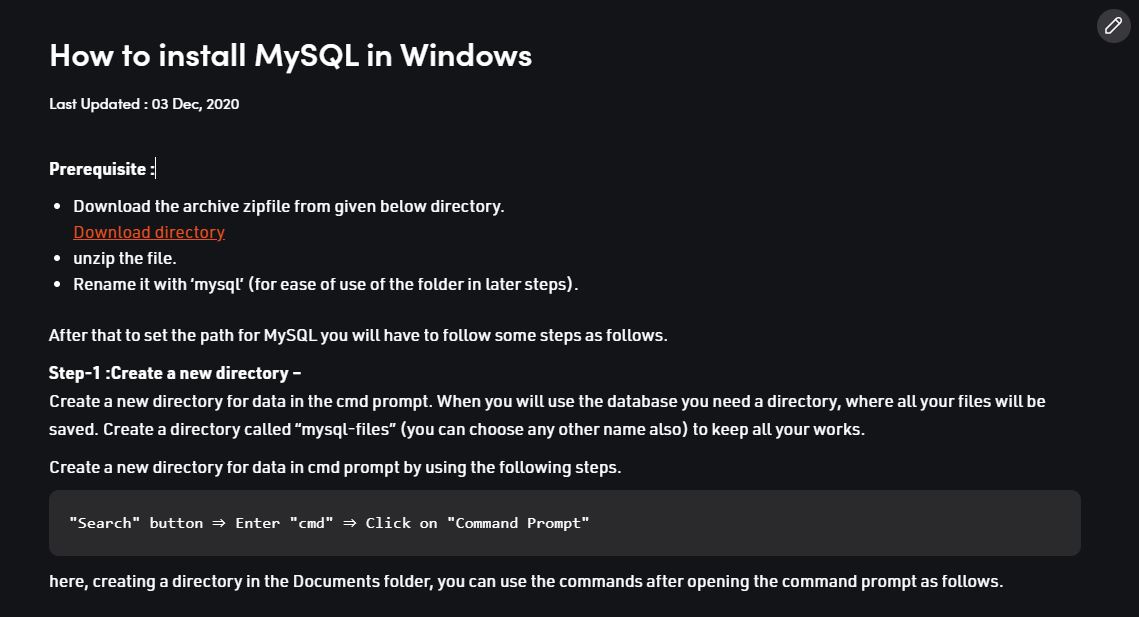 How to install MySQL in Windows
Last Updated : 03 Dec, 2020
Prerequisite :
• Download the archive zipfile from given below directory.
Download directory
• unzip the file.
• Rename it with ‘mysql’ (for ease of use of the folder in later steps).
After that to set the path for MySQL you will have to follow some steps as follows.
Step-1 :Create a new directory –
Create a new directory for data in the cmd prompt. When you will use the database you need a directory, where all your files will be
saved. Create a directory called “mysql-files” (you can choose any other name also) to keep all your works.
Create a new directory for data in cmd prompt by using the following steps.
"Search" button ⇒ Enter "cmd" ⇒ Click on "Command Prompt"
here, creating a directory in the Documents folder, you can use the commands after opening the command prompt as follows.